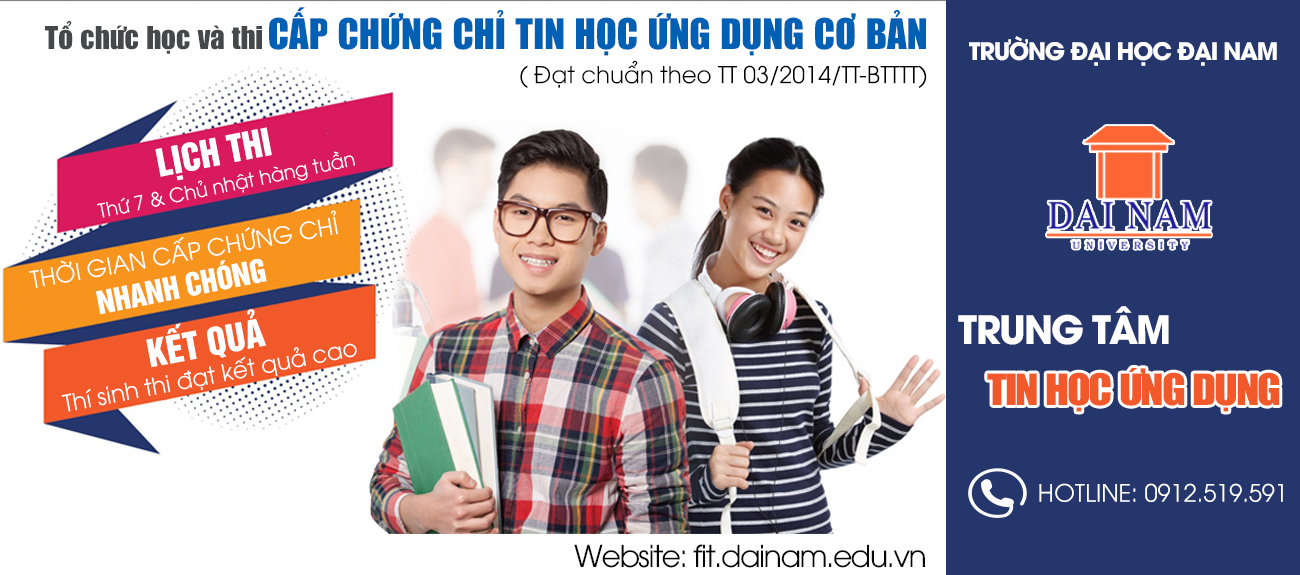 Tổ chức học và thi CẤP CHỨNG CHỈ TIN HỌC ỨNG DỤNG CƠ BẢN
( Đạt chuẩn theo TT 03/2014/TT-BTTTT)
LỊCH THI
Thứ 7 & Chủ nhật hàng tuần
THỜI GIAN CẤP CHỨNG CHỈ
NHANH CHÓNG
KẾT QUẢ
Thí sinh thi đạt kết quả cao
Website: fit.dainam.edu.vn
TRƯỜNG ĐẠI HỌC ĐẠI NAM
DAI NAM
UNIVERSITY
TRUNG TÂM
TIN HỌC ỨNG DỤNG
HOTLINE: 0912.519.591